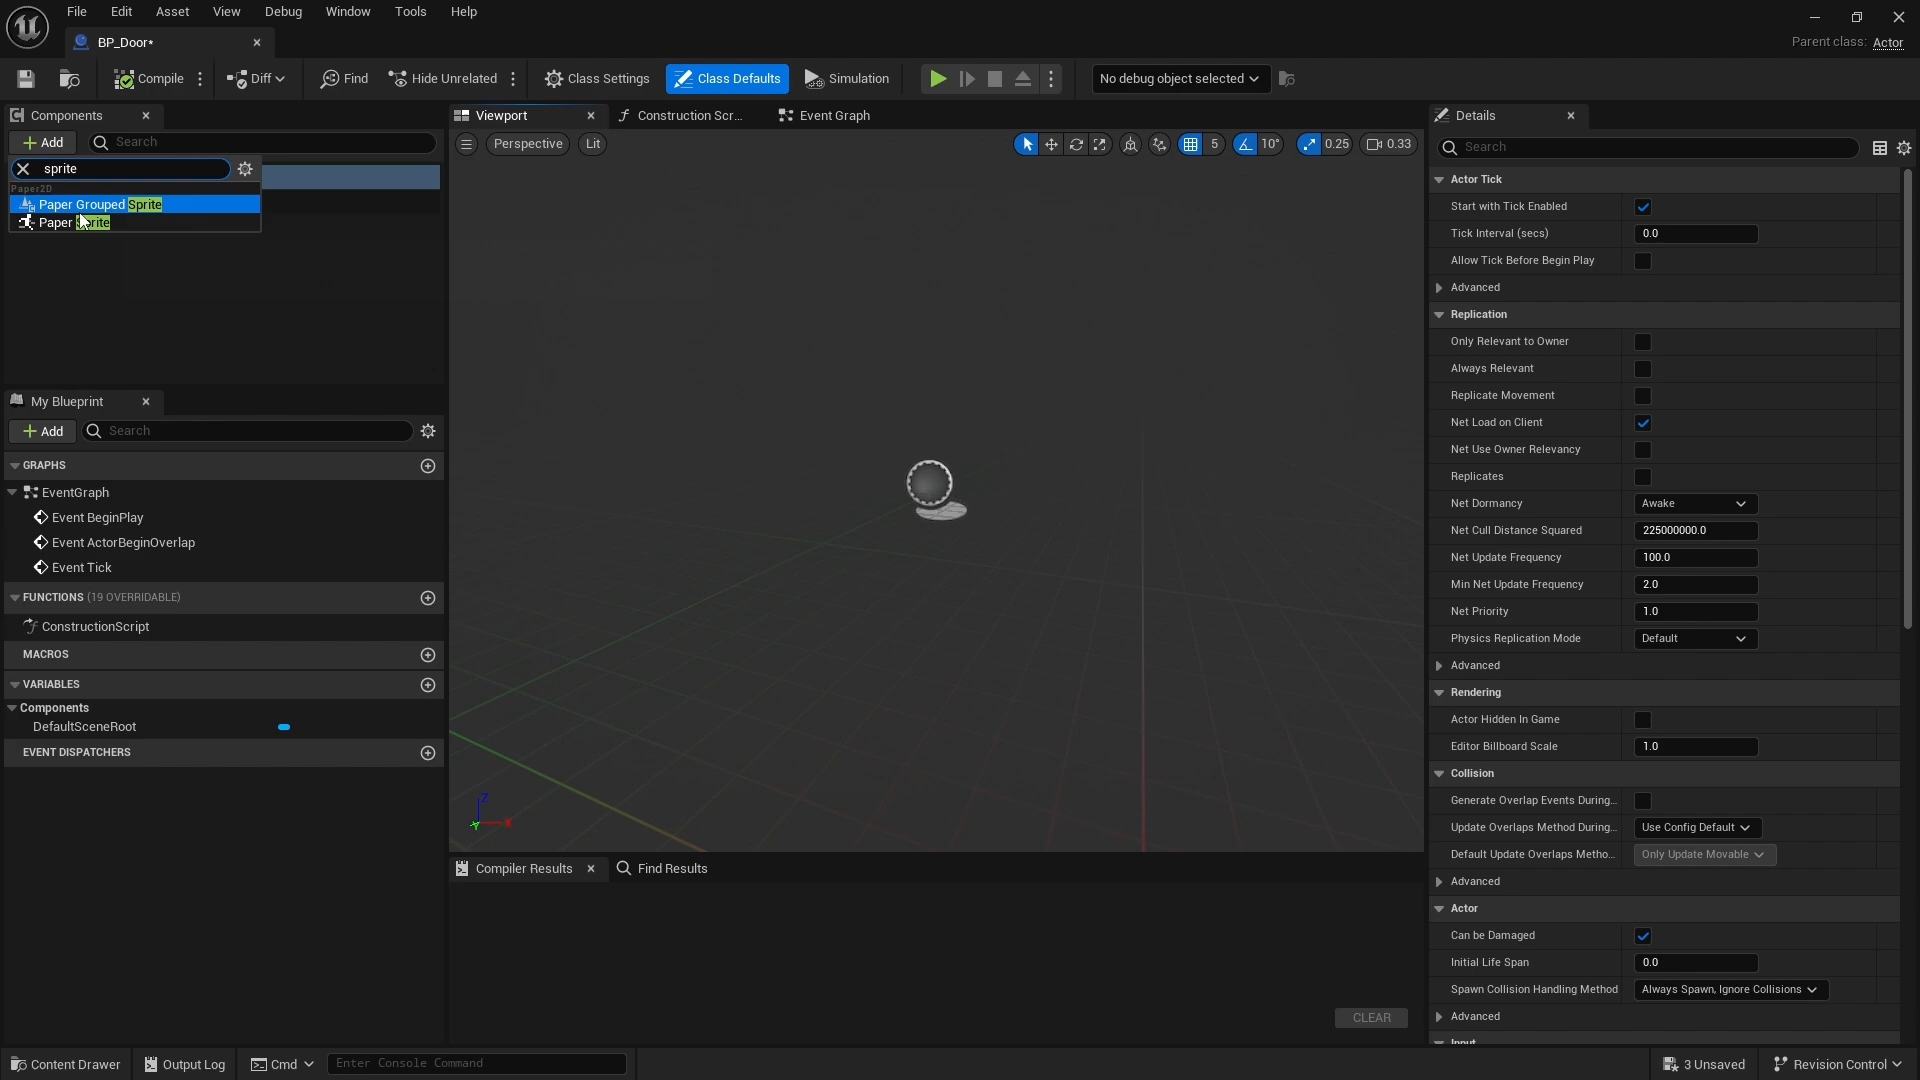 File Edit Asset View Debug Window Tools Help
BP_Door*
Parent class: Actor
Compile Diff Find Hide Unrelated Class Settings Class Defaults Simulation No debug object selected
Components
Add Search
sprite
Paper2D
Paper Grouped Sprite
Paper Sprite
My Blueprint
Add Search
GRAPHS
EventGraph
Event BeginPlay
Event ActorBeginOverlap
Event Tick
FUNCTIONS (19 OVERRIDABLE)
ConstructionScript
MACROS
VARIABLES
Components
DefaultSceneRoot
EVENT DISPATCHERS
Viewport Construction Scr... Event Graph
Perspective Lit 5 10° 0.25 0.33
Z
X
Y
Compiler Results Find Results
CLEAR
Details
Search
Actor Tick
Start with Tick Enabled
Tick Interval (secs) 0.0
Allow Tick Before Begin Play
Advanced
Replication
Only Relevant to Owner
Always Relevant
Replicate Movement
Net Load on Client
Net Use Owner Relevancy
Replicates
Net Dormancy Awake
Net Cull Distance Squared 225000000.0
Net Update Frequency 100.0
Min Net Update Frequency 2.0
Net Priority 1.0
Physics Replication Mode Default
Advanced
Rendering
Actor Hidden In Game
Editor Billboard Scale 1.0
Collision
Generate Overlap Events During...
Update Overlaps Method During... Use Config Default
Default Update Overlaps Metho... Only Update Movable
Advanced
Actor
Can be Damaged
Initial Life Span 0.0
Spawn Collision Handling Method Always Spawn, Ignore Collisions
Advanced
Input
Content Drawer Output Log Cmd Enter Console Command 3 Unsaved Revision Control